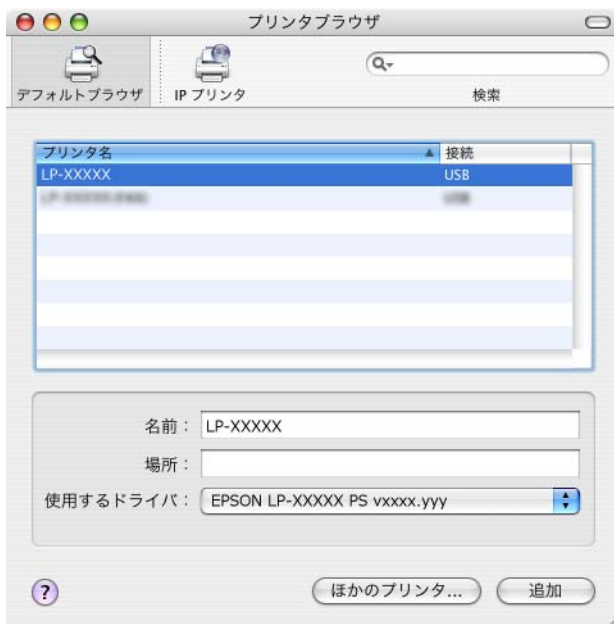 プリンタブラウザ
デフォルトブラウザ IP プリンタ 検索
プリンタ名 接続
LP-XXXXX USB
名前： LP-XXXXX
場所：
使用するドライバ： EPSON LP-XXXXX PS vxxxx.yyy
? ほかのプリンタ... 追加